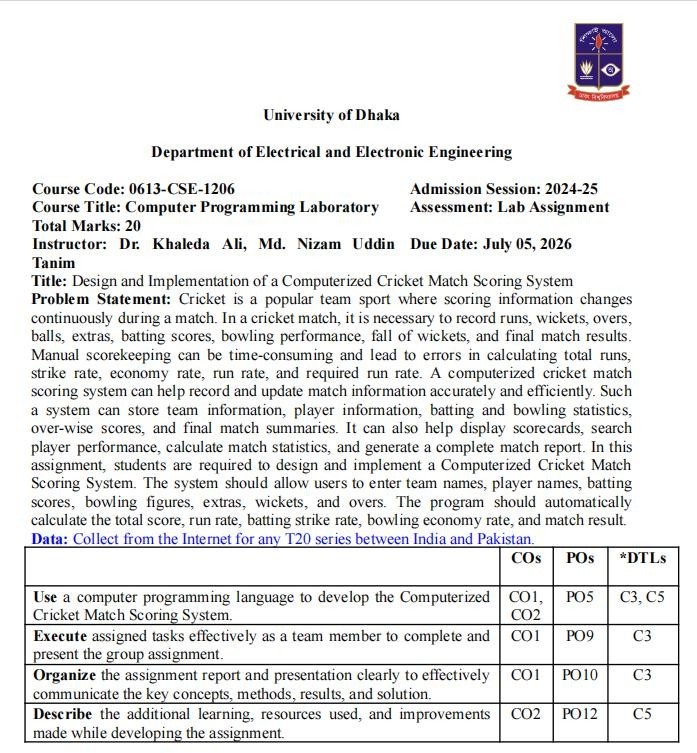 শিক্ষাই আলো
ঢাকা বিশ্ববিদ্যালয়
University of Dhaka
Department of Electrical and Electronic Engineering
Course Code: 0613-CSE-1206 Admission Session: 2024-25
Course Title: Computer Programming Laboratory Assessment: Lab Assignment
Total Marks: 20
Instructor: Dr. Khaleda Ali, Md. Nizam Uddin Due Date: July 05, 2026
Tanim
Title: Design and Implementation of a Computerized Cricket Match Scoring System
Problem Statement: Cricket is a popular team sport where scoring information changes
continuously during a match. In a cricket match, it is necessary to record runs, wickets, overs,
balls, extras, batting scores, bowling performance, fall of wickets, and final match results.
Manual scorekeeping can be time-consuming and lead to errors in calculating total runs,
strike rate, economy rate, run rate, and required run rate. A computerized cricket match
scoring system can help record and update match information accurately and efficiently. Such
a system can store team information, player information, batting and bowling statistics,
over-wise scores, and final match summaries. It can also help display scorecards, search
player performance, calculate match statistics, and generate a complete match report. In this
assignment, students are required to design and implement a Computerized Cricket Match
Scoring System. The system should allow users to enter team names, player names, batting
scores, bowling figures, extras, wickets, and overs. The program should automatically
calculate the total score, run rate, batting strike rate, bowling economy rate, and match result.
Data: Collect from the Internet for any T20 series between India and Pakistan.
COs POs *DTLs
Use a computer programming language to develop the Computerized CO1, PO5 C3, C5
Cricket Match Scoring System. CO2
Execute assigned tasks effectively as a team member to complete and CO1 PO9 C3
present the group assignment.
Organize the assignment report and presentation clearly to effectively CO1 PO10 C3
communicate the key concepts, methods, results, and solution.
Describe the additional learning, resources used, and improvements CO2 PO12 C5
made while developing the assignment.